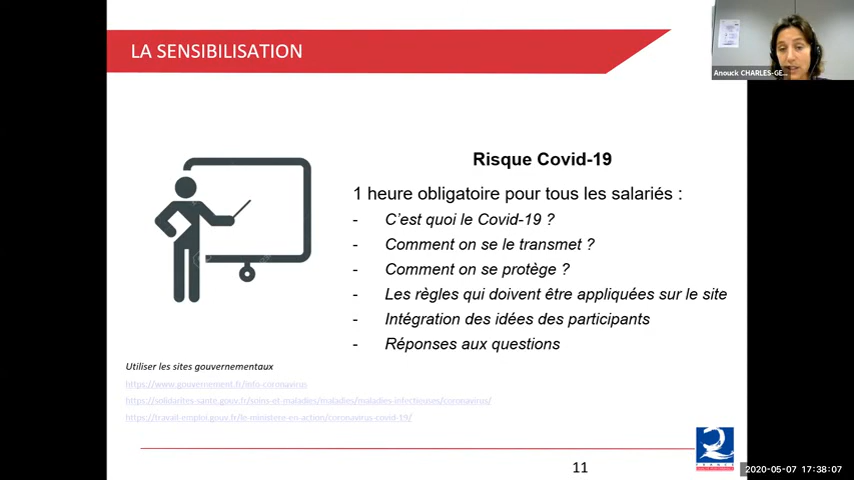 LA SENSIBILISATION
Anouck CHARLES-GE...
Risque Covid-19
1 heure obligatoire pour tous les salariés :
- C'est quoi le Covid-19 ?
- Comment on se le transmet ?
- Comment on se protège ?
- Les règles qui doivent être appliquées sur le site
- Intégration des idées des participants
- Réponses aux questions
Utiliser les sites gouvernementaux
https://www.gouvernement.fr/info-coronavirus
https://solidarites-sante.gouv.fr/soins-et-maladies/maladies/maladies-infectieuses/coronavirus/
https://travail-emploi.gouv.fr/le-ministere-en-action/coronavirus-covid-19/
FRANCE
11
2020-05-07 17:38:07